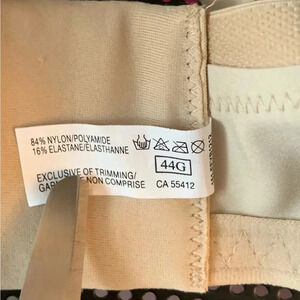 84% NYLON/POLYAMIDE
16% ELASTANE/ELASTHANNE
44G
EXCLUSIVE OF TRIMMING/
NON COMPRISE CA 55412